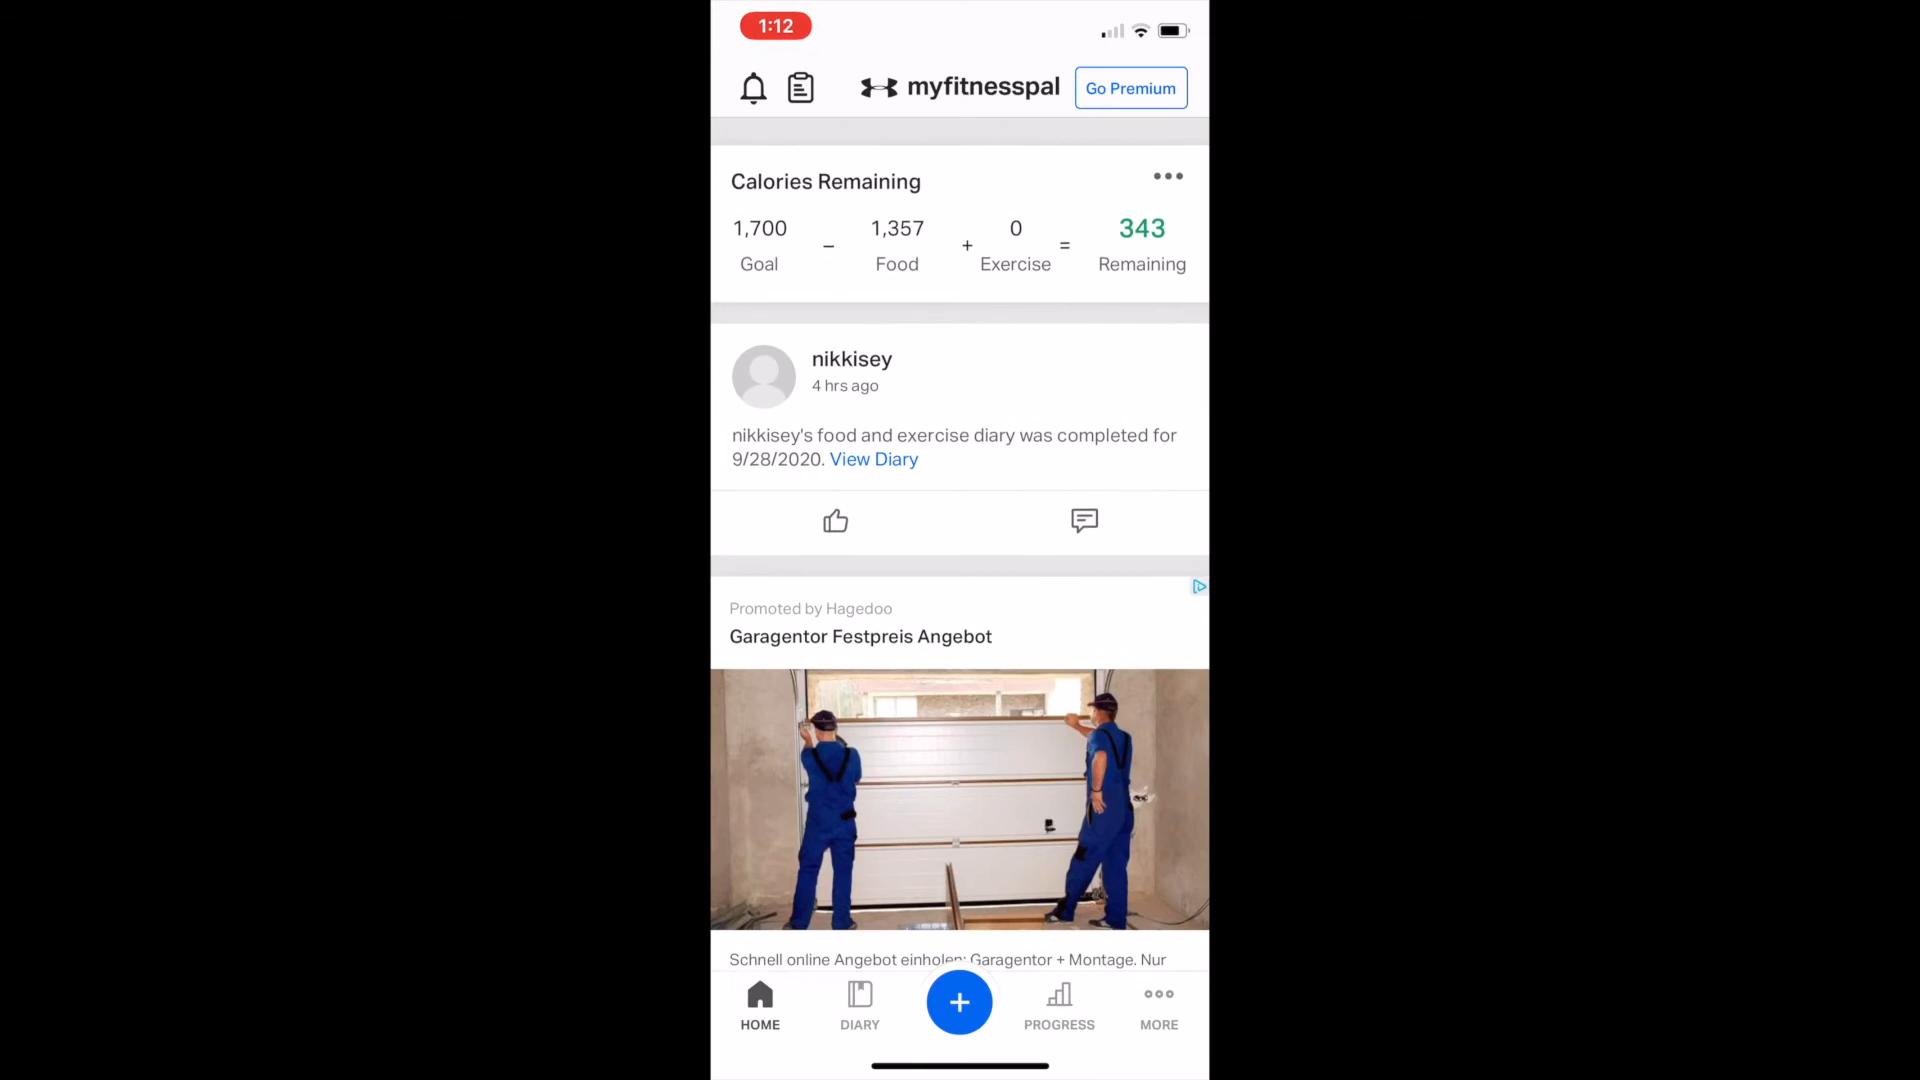 1:12
myfitnesspal
Go Premium
Calories Remaining
1,700 – 1,357 + 0 = 343
Goal Food Exercise Remaining
nikkisey
4 hrs ago
nikkisey's food and exercise diary was completed for
9/28/2020. View Diary
Promoted by Hagedoo
Garagentor Festpreis Angebot
Schnell online Angebot einholen: Garagentor + Montage. Nur
+
HOME DIARY PROGRESS MORE